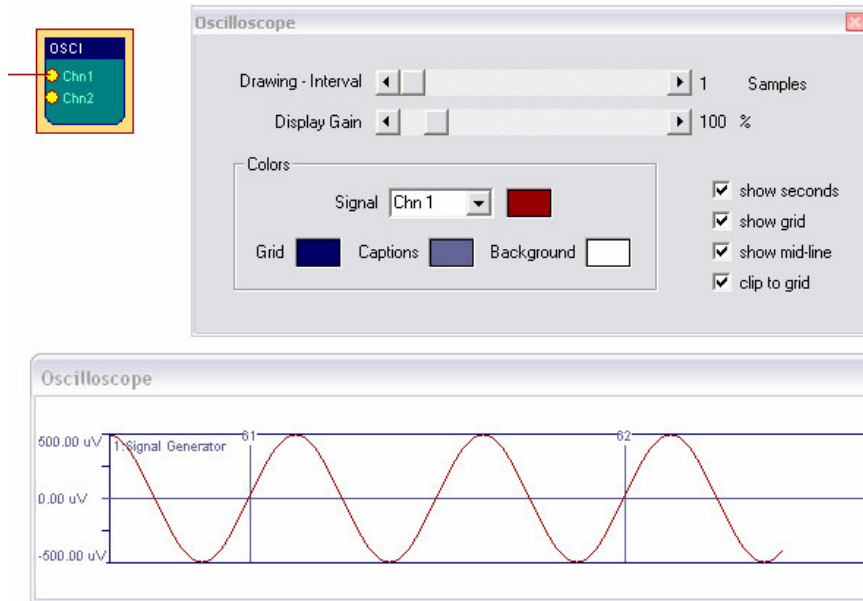 OSCI
Chn1
Chn2
Oscilloscope
Drawing - Interval 1 Samples
Display Gain 100 %
Colors
Signal Chn 1
Grid Captions Background
show seconds
show grid
show mid-line
clip to grid
Oscilloscope
500.00 uV
1:Signal Generator
61
62
0.00 uV
-500.00 uV